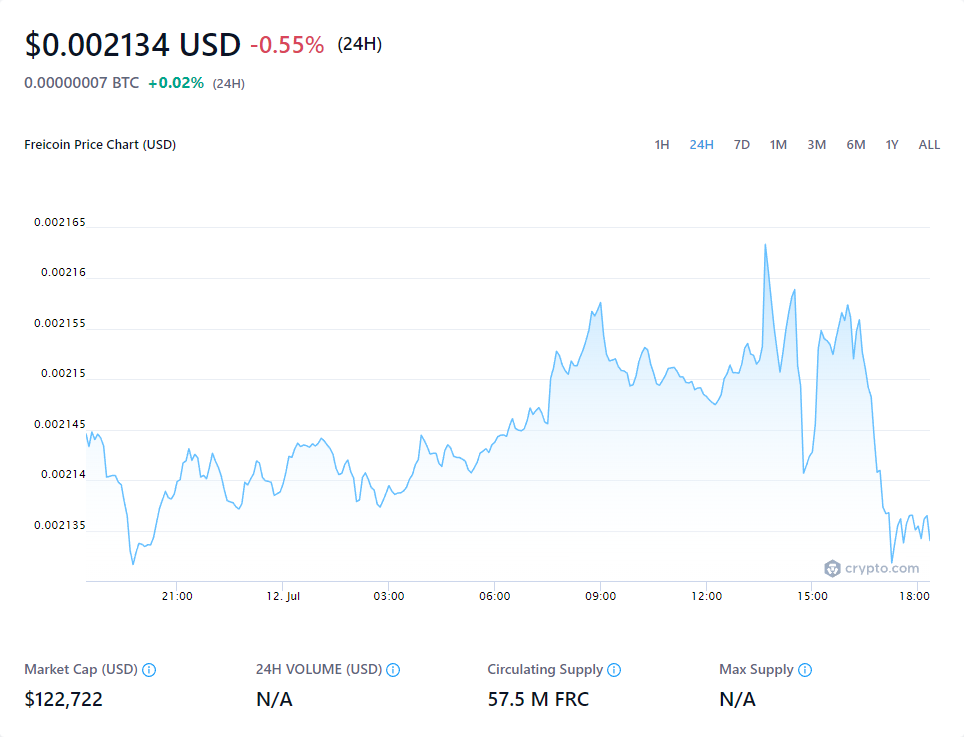 $0.002134 USD -0.55% (24H)
0.00000007 BTC +0.02% (24H)
Freicoin Price Chart (USD) 1H 24H 7D 1M 3M 6M 1Y ALL
0.002165
0.00216
0.002155
0.00215
0.002145
0.00214
0.002135
crypto.com
21:00 12. Jul 03:00 06:00 09:00 12:00 15:00 18:00
Market Cap (USD) 24H VOLUME (USD) Circulating Supply Max Supply
$122,722 N/A 57.5 M FRC N/A